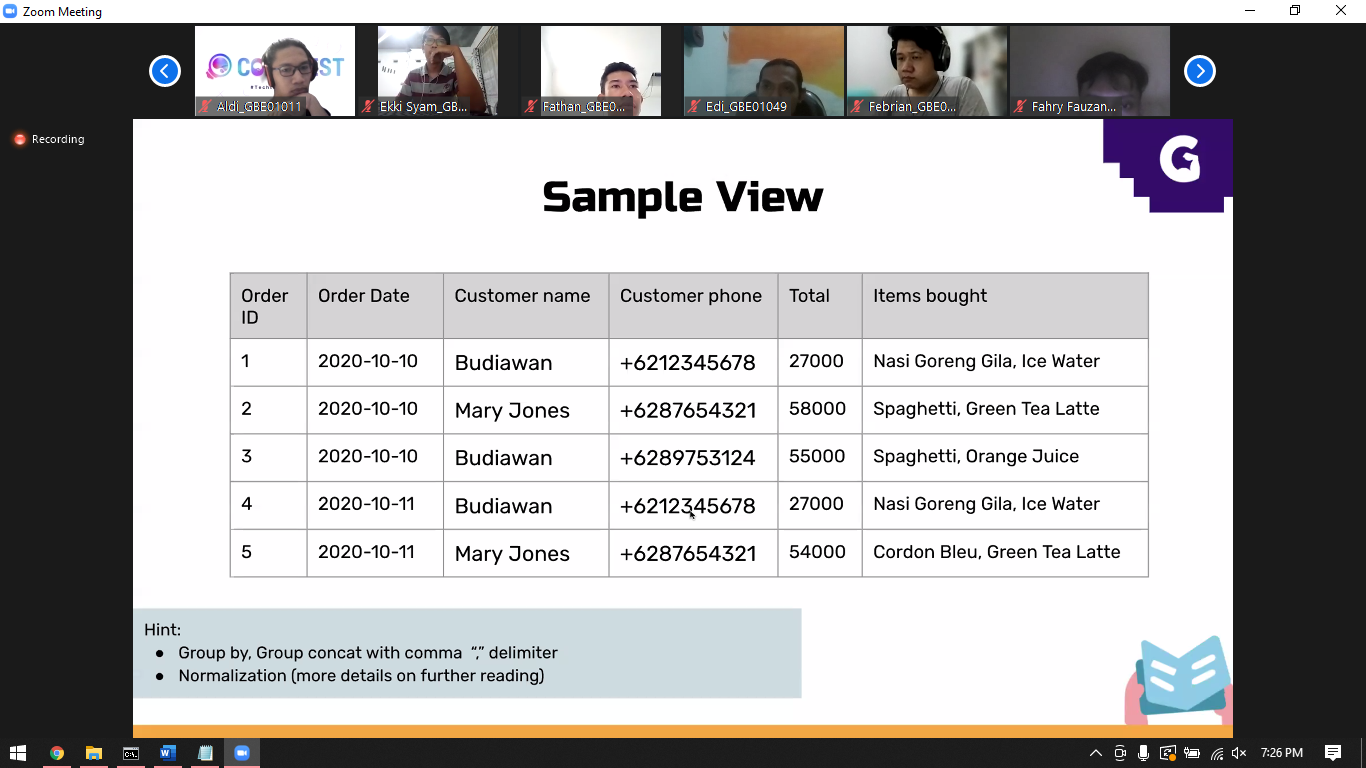 Zoom Meeting
#Tech
Aldi_GBE01011
Ekki Syam_GB...
Fathan_GBE0...
Edi_GBE01049
Febrian_GBE0...
Fahry Fauzan...
Recording
G
Sample View
Order ID Order Date Customer name Customer phone Total Items bought
1 2020-10-10 Budiawan +6212345678 27000 Nasi Goreng Gila, Ice Water
2 2020-10-10 Mary Jones +6287654321 58000 Spaghetti, Green Tea Latte
3 2020-10-10 Budiawan +6289753124 55000 Spaghetti, Orange Juice
4 2020-10-11 Budiawan +6212345678 27000 Nasi Goreng Gila, Ice Water
5 2020-10-11 Mary Jones +6287654321 54000 Cordon Bleu, Green Tea Latte
Hint:
● Group by, Group concat with comma “,” delimiter
● Normalization (more details on further reading)
7:26 PM